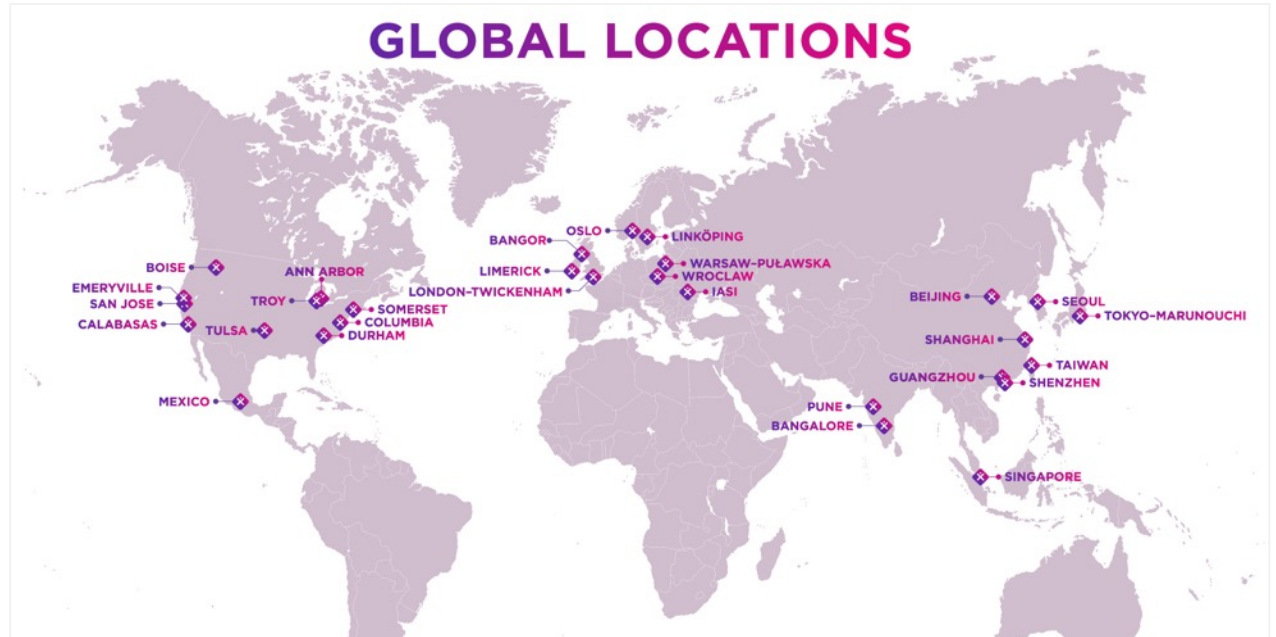 GLOBAL LOCATIONS
OSLO
LINKÖPING
BANGOR
WARSAW–PUŁAWSKA
BOISE
ANN ARBOR
LIMERICK
WROCLAW
EMERYVILLE
LONDON–TWICKENHAM
IASI
BEIJING
SAN JOSE
TROY
SEOUL
SOMERSET
TOKYO–MARUNOUCHI
CALABASAS
COLUMBIA
TULSA
DURHAM
SHANGHAI
TAIWAN
GUANGZHOU
SHENZHEN
MEXICO
PUNE
BANGALORE
SINGAPORE